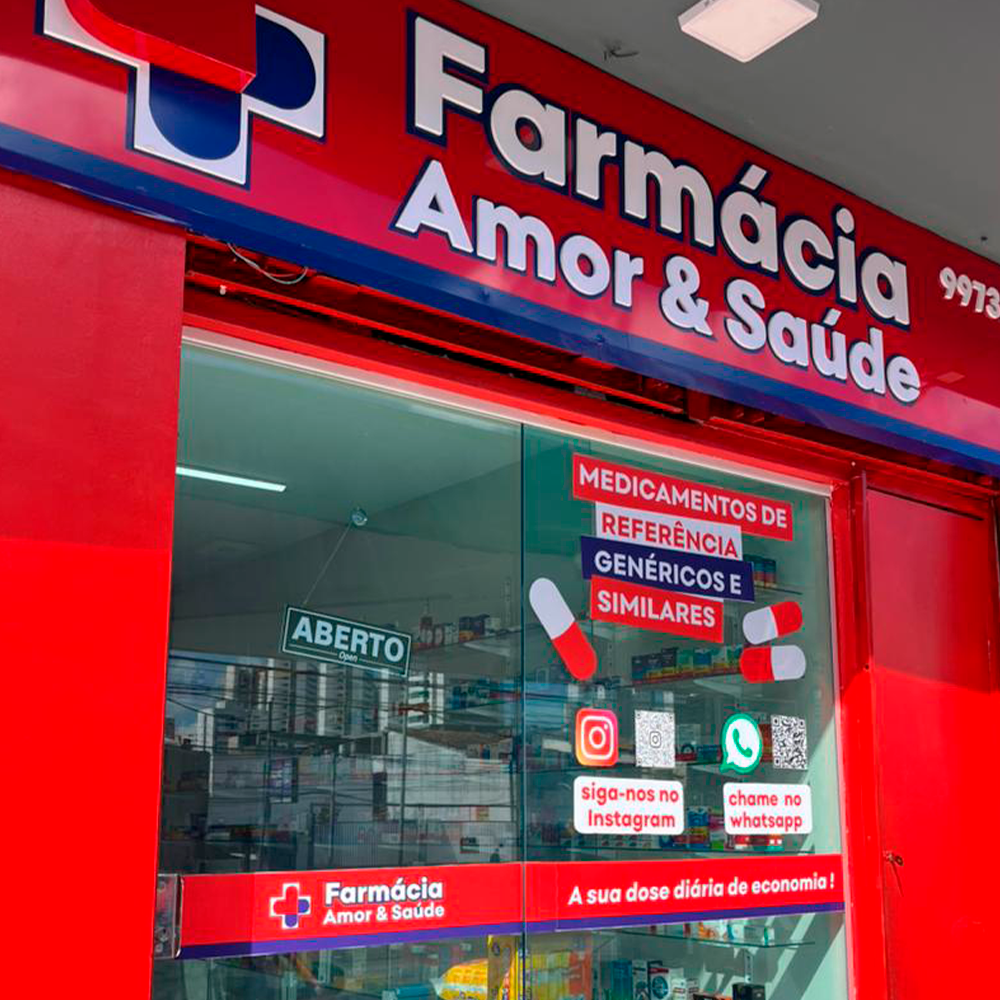 Farmácia
Amor & Saúde
9973
MEDICAMENTOS DE
REFERÊNCIA
GENÉRICOS E
SIMILARES
ABERTO
Open
siga-nos no
Instagram
chame no
whatsapp
Farmácia
Amor & Saúde
A sua dose diária de economia!